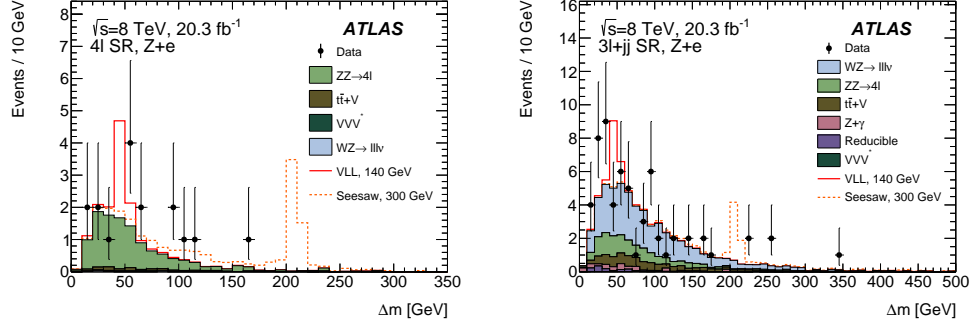 √s=8 TeV, 20.3 fb⁻¹
ATLAS
4l SR, Z+e
Data
ZZ→4l
tt̄+V
VVV*
WZ→lllν
VLL, 140 GeV
Seesaw, 300 GeV
Events / 10 GeV
8
7
6
5
4
3
2
1
0
0 50 100 150 200 250 300 350
Δm [GeV]
√s=8 TeV, 20.3 fb⁻¹
ATLAS
3l+jj SR, Z+e
Data
WZ→lllν
ZZ→4l
tt̄+V
Z+γ
Reducible
VVV*
VLL, 140 GeV
Seesaw, 300 GeV
Events / 10 GeV
16
14
12
10
8
6
4
2
0
0 50 100 150 200 250 300 350 400 450 500
Δm [GeV]